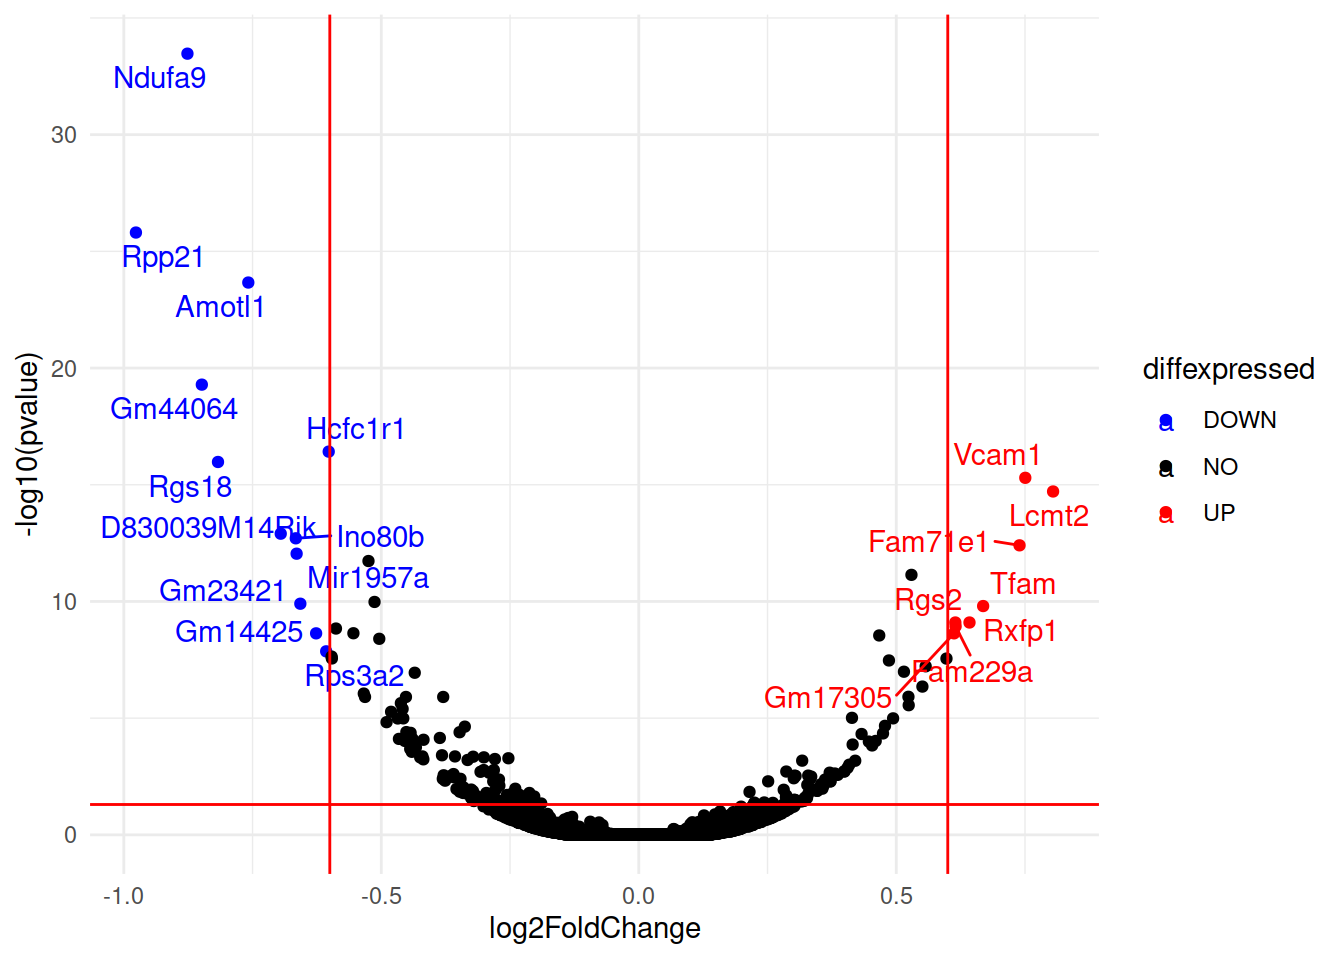 Ndufa9
30
Rpp21
Amotl1
20
Gm44064
Hcfc1r1
Rgs18
Vcam1
Lcmt2
D830039M14Rik
Ino80b
Fam71e1
Mir1957a
Tfam
Gm23421
Rgs2
10
Gm14425
Rxfp1
Rps3a2
Fam229a
Gm17305
0
-1.0 -0.5 0.0 0.5
log2FoldChange
-log10(pvalue)
diffexpressed
a DOWN
a NO
a UP